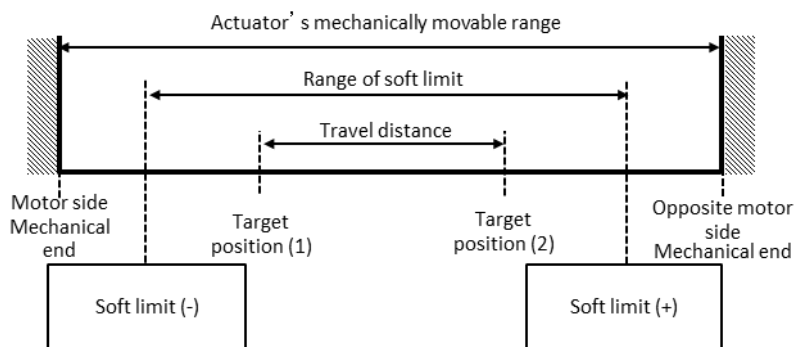 Actuator’s mechanically movable range
Range of soft limit
Travel distance
Motor side
Mechanical
end
Target
position (1)
Target
position (2)
Opposite motor
side
Mechanical end
Soft limit (-)
Soft limit (+)